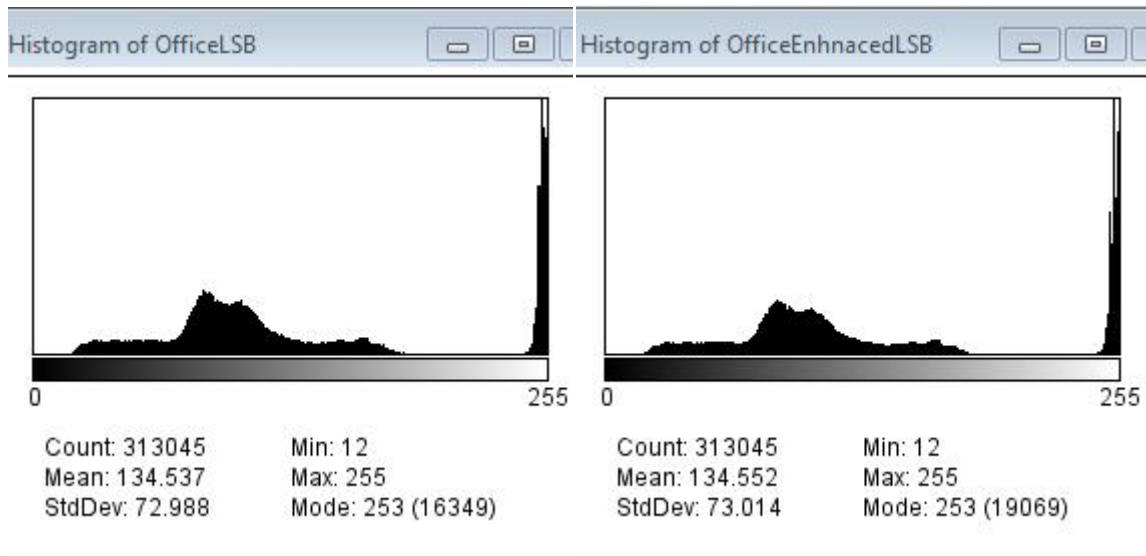 Histogram of OfficeLSB
0 255
Count: 313045 Min: 12
Mean: 134.537 Max: 255
StdDev: 72.988 Mode: 253 (16349)
Histogram of OfficeEnhnacedLSB
0 255
Count: 313045 Min: 12
Mean: 134.552 Max: 255
StdDev: 73.014 Mode: 253 (19069)